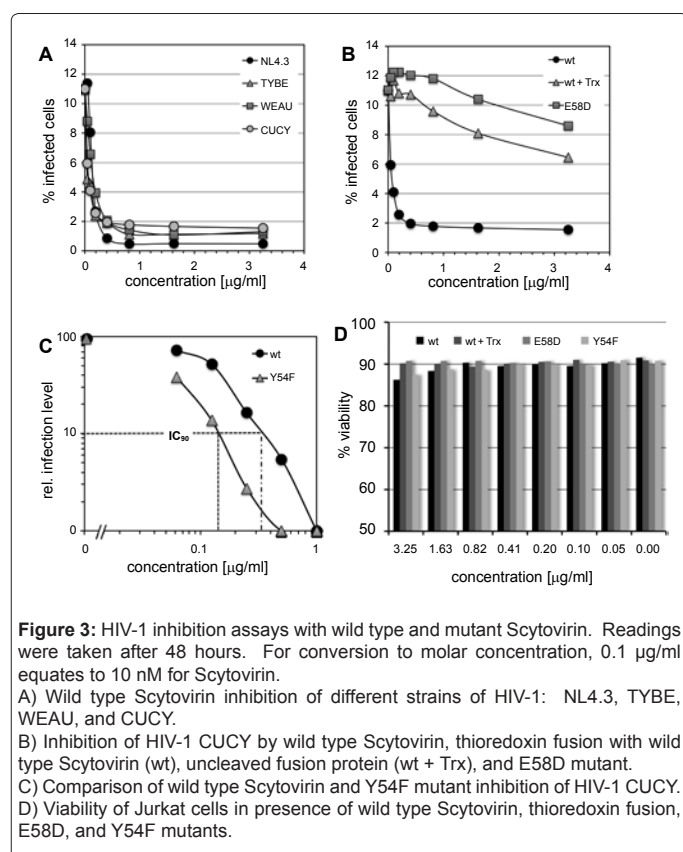 A
14
12
10
8
6
4
2
0
% infected cells
0 1 2 3 4
concentration [µg/ml]
NL4.3
TYBE
WEAU
CUCY
B
14
12
10
8
6
4
2
0
% infected cells
0 1 2 3 4
concentration [µg/ml]
wt
wt + Trx
E58D
C
100
10
0
rel. infection level
IC90
0 0.1 1
concentration [µg/ml]
wt
Y54F
D
100
90
80
70
60
50
% viability
wt wt + Trx E58D Y54F
3.25 1.63 0.82 0.41 0.20 0.10 0.05 0.00
concentration [µg/ml]
Figure 3: HIV-1 inhibition assays with wild type and mutant Scytovirin. Readings
were taken after 48 hours. For conversion to molar concentration, 0.1 µg/ml
equates to 10 nM for Scytovirin.
A) Wild type Scytovirin inhibition of different strains of HIV-1: NL4.3, TYBE,
WEAU, and CUCY.
B) Inhibition of HIV-1 CUCY by wild type Scytovirin, thioredoxin fusion with wild
type Scytovirin (wt), uncleaved fusion protein (wt + Trx), and E58D mutant.
C) Comparison of wild type Scytovirin and Y54F mutant inhibition of HIV-1 CUCY.
D) Viability of Jurkat cells in presence of wild type Scytovirin, thioredoxin fusion,
E58D, and Y54F mutants.